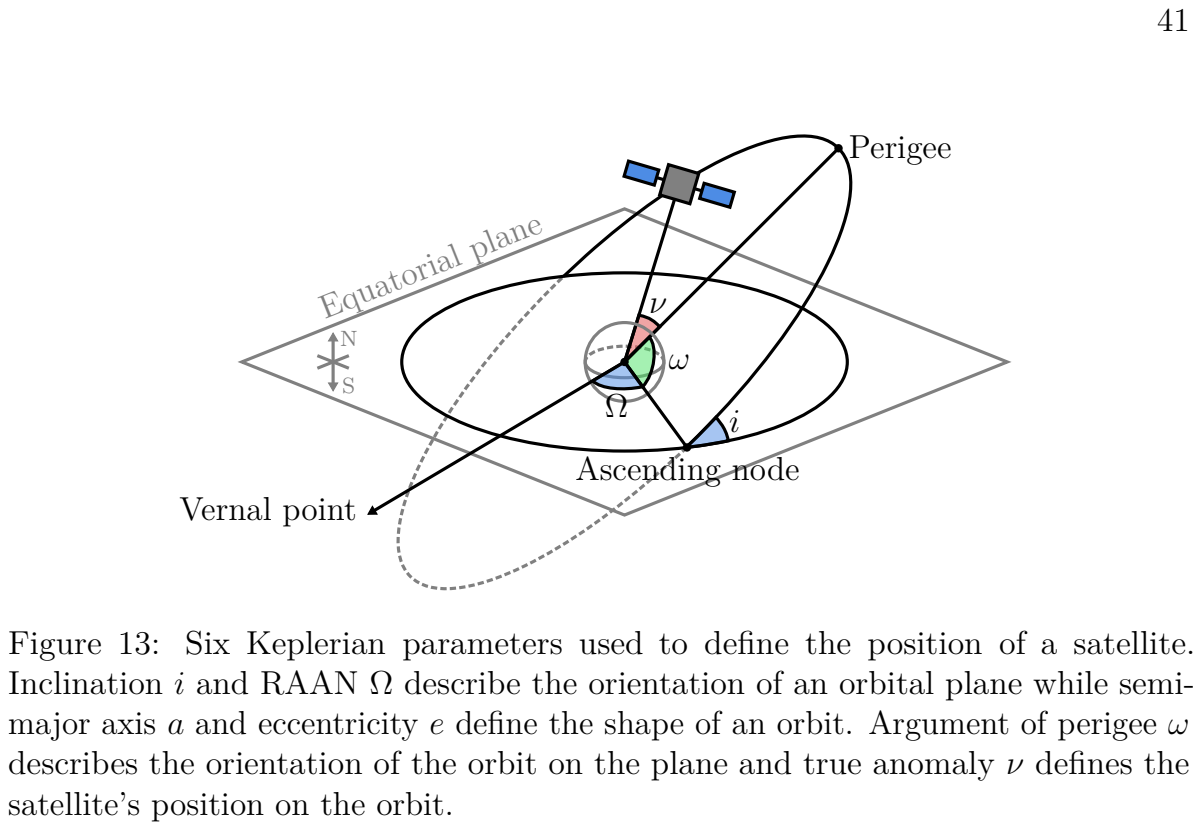 41
Perigee
Equatorial plane
N
S
ν
ω
Ω
i
Ascending node
Vernal point
Figure 13: Six Keplerian parameters used to define the position of a satellite.
Inclination i and RAAN Ω describe the orientation of an orbital plane while semi-
major axis a and eccentricity e define the shape of an orbit. Argument of perigee ω
describes the orientation of the orbit on the plane and true anomaly ν defines the
satellite's position on the orbit.